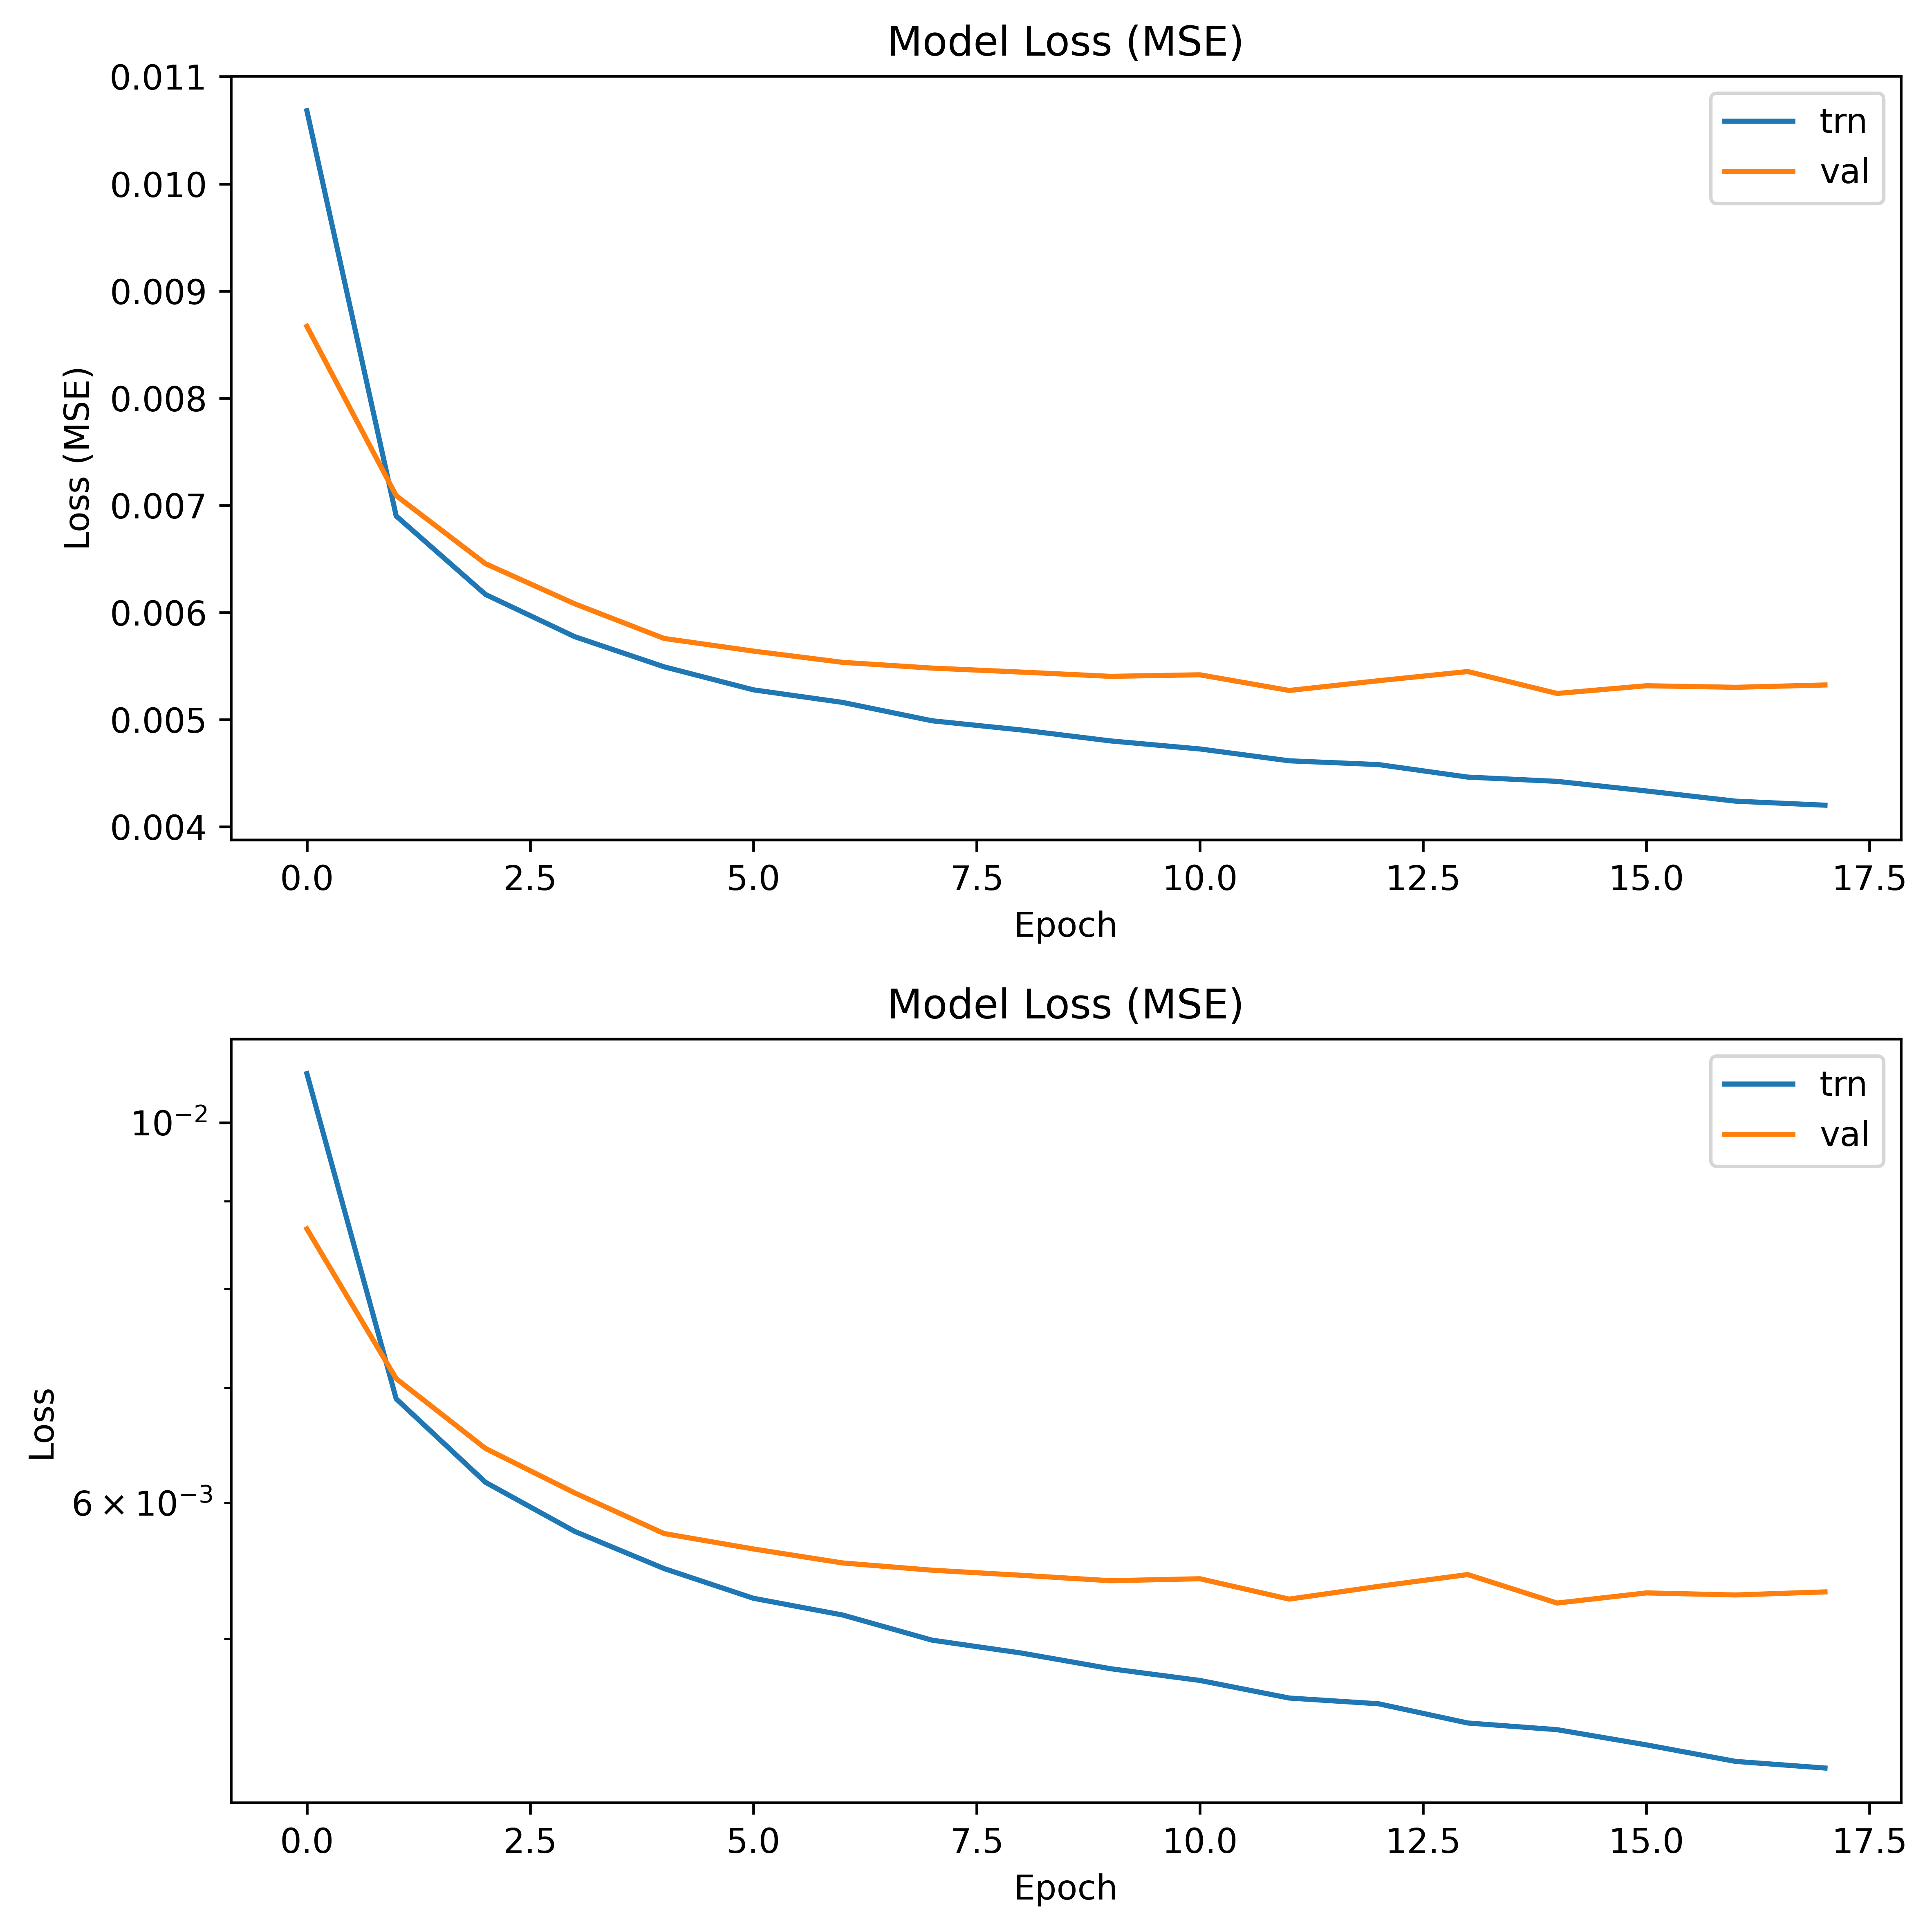 Model Loss (MSE)
0.011
0.010
0.009
0.008
0.007
0.006
0.005
0.004
Loss (MSE)
trn
val
0.0 2.5 5.0 7.5 10.0 12.5 15.0 17.5
Epoch
Model Loss (MSE)
10⁻²
6 × 10⁻³
Loss
trn
val
0.0 2.5 5.0 7.5 10.0 12.5 15.0 17.5
Epoch